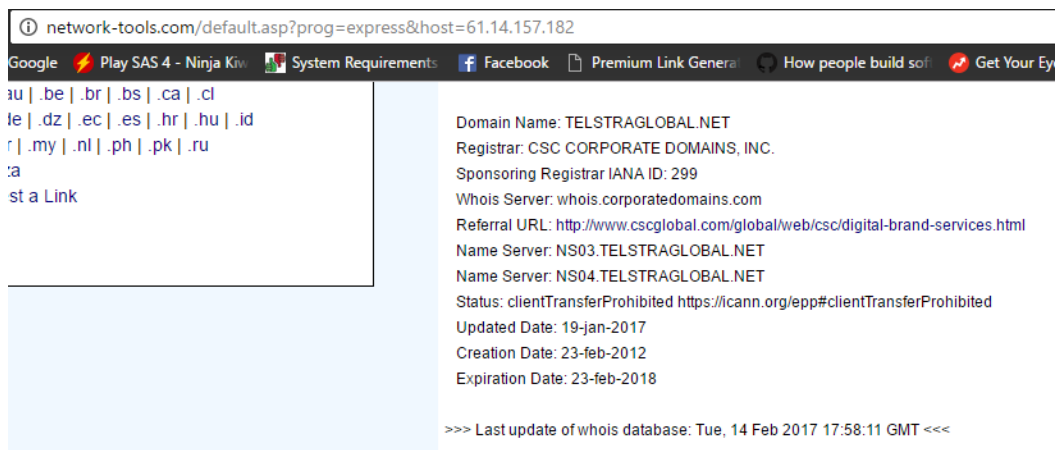 network-tools.com/default.asp?prog=express&host=61.14.157.182
Google Play SAS 4 - Ninja Kiw System Requirements Facebook Premium Link Generat How people build sof Get Your Ey
au | .be | .br | .bs | .ca | .cl
de | .dz | .ec | .es | .hr | .hu | .id
r | .my | .nl | .ph | .pk | .ru
za
st a Link
Domain Name: TELSTRAGLOBAL.NET
Registrar: CSC CORPORATE DOMAINS, INC.
Sponsoring Registrar IANA ID: 299
Whois Server: whois.corporatedomains.com
Referral URL: http://www.cscglobal.com/global/web/csc/digital-brand-services.html
Name Server: NS03.TELSTRAGLOBAL.NET
Name Server: NS04.TELSTRAGLOBAL.NET
Status: clientTransferProhibited https://icann.org/epp#clientTransferProhibited
Updated Date: 19-jan-2017
Creation Date: 23-feb-2012
Expiration Date: 23-feb-2018
>>> Last update of whois database: Tue, 14 Feb 2017 17:58:11 GMT <<<